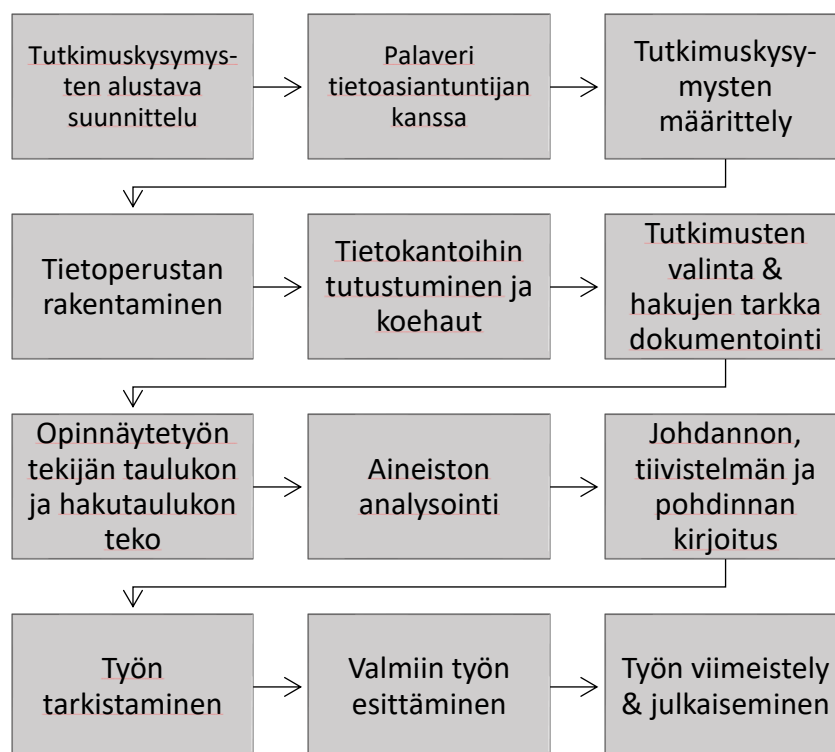 Tutkimuskysymys-
ten alustava
suunnittelu
Palaveri
tietoasiantuntijan
kanssa
Tutkimuskysy-
mysten
määrittely
Tietoperustan
rakentaminen
Tietokantoihin
tutustuminen ja
koehaut
Tutkimusten
valinta &
hakujen tarkka
dokumentointi
Opinnäytetyön
tekijän taulukon
ja hakutaulukon
teko
Aineiston
analysointi
Johdannon,
tiivistelmän ja
pohdinnan
kirjoitus
Työn
tarkistaminen
Valmiin työn
esittäminen
Työn viimeistely
& julkaiseminen